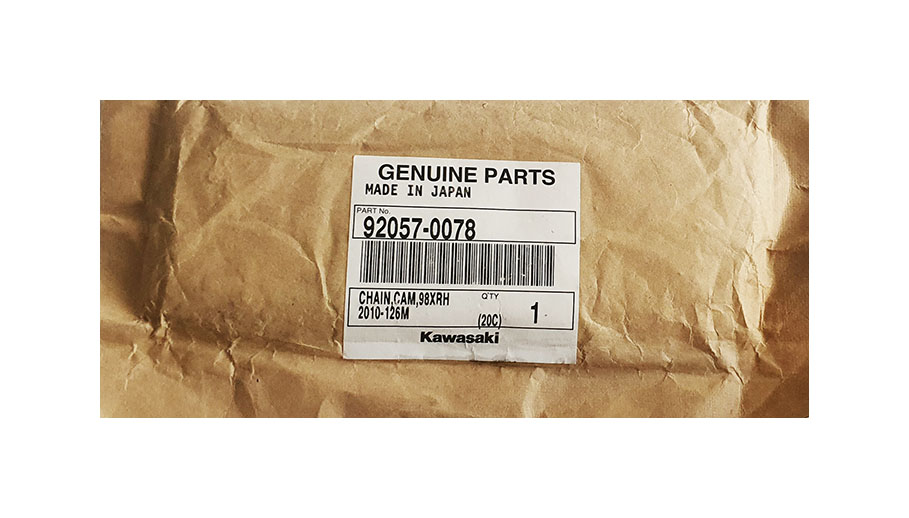 GENUINE PARTS
MADE IN JAPAN
PART No.
92057-0078
CHAIN,CAM,98XRH Q'TY
2010-126M (20C) 1
Kawasaki